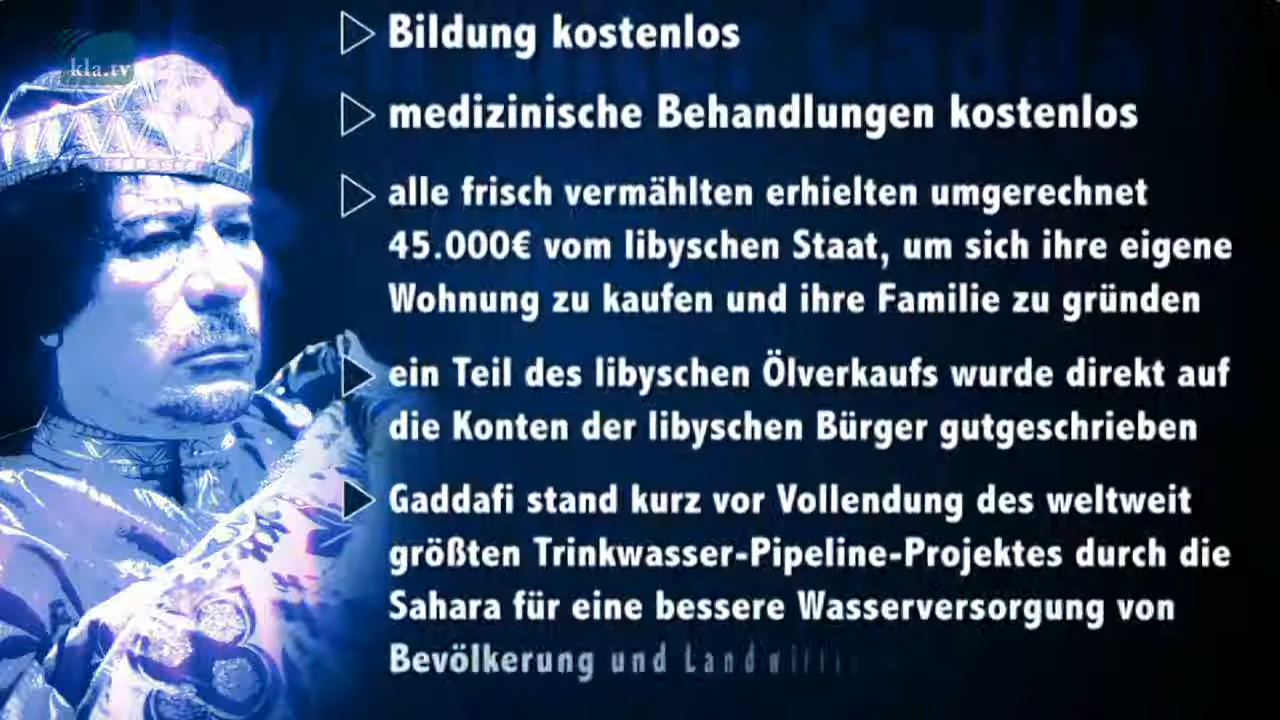 kla.tv
Bildung kostenlos
medizinische Behandlungen kostenlos
alle frisch vermählten erhielten umgerechnet
45.000€ vom libyschen Staat, um sich ihre eigene
Wohnung zu kaufen und ihre Familie zu gründen
ein Teil des libyschen Ölverkaufs wurde direkt auf
die Konten der libyschen Bürger gutgeschrieben
Gaddafi stand kurz vor Vollendung des weltweit
größten Trinkwasser-Pipeline-Projektes durch die
Sahara für eine bessere Wasserversorgung von
Bevölkerung und